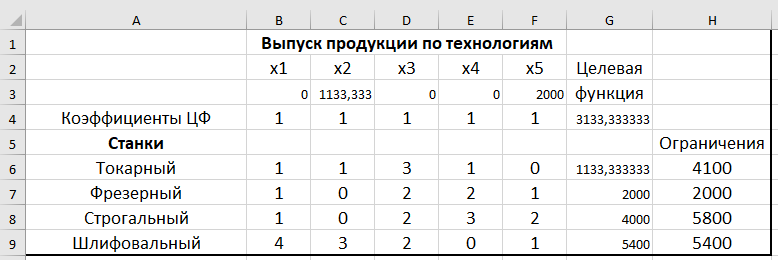 A B C D E F G H
1 Выпуск продукции по технологиям
2 x1 x2 x3 x4 x5 Целевая
3 0 1133,333 0 0 2000 функция
4 Коэффициенты ЦФ 1 1 1 1 1 3133,333333
5 Станки Ограничения
6 Токарный 1 1 3 1 0 1133,333333 4100
7 Фрезерный 1 0 2 2 1 2000 2000
8 Строгальный 1 0 2 3 2 4000 5800
9 Шлифовальный 4 3 2 0 1 5400 5400